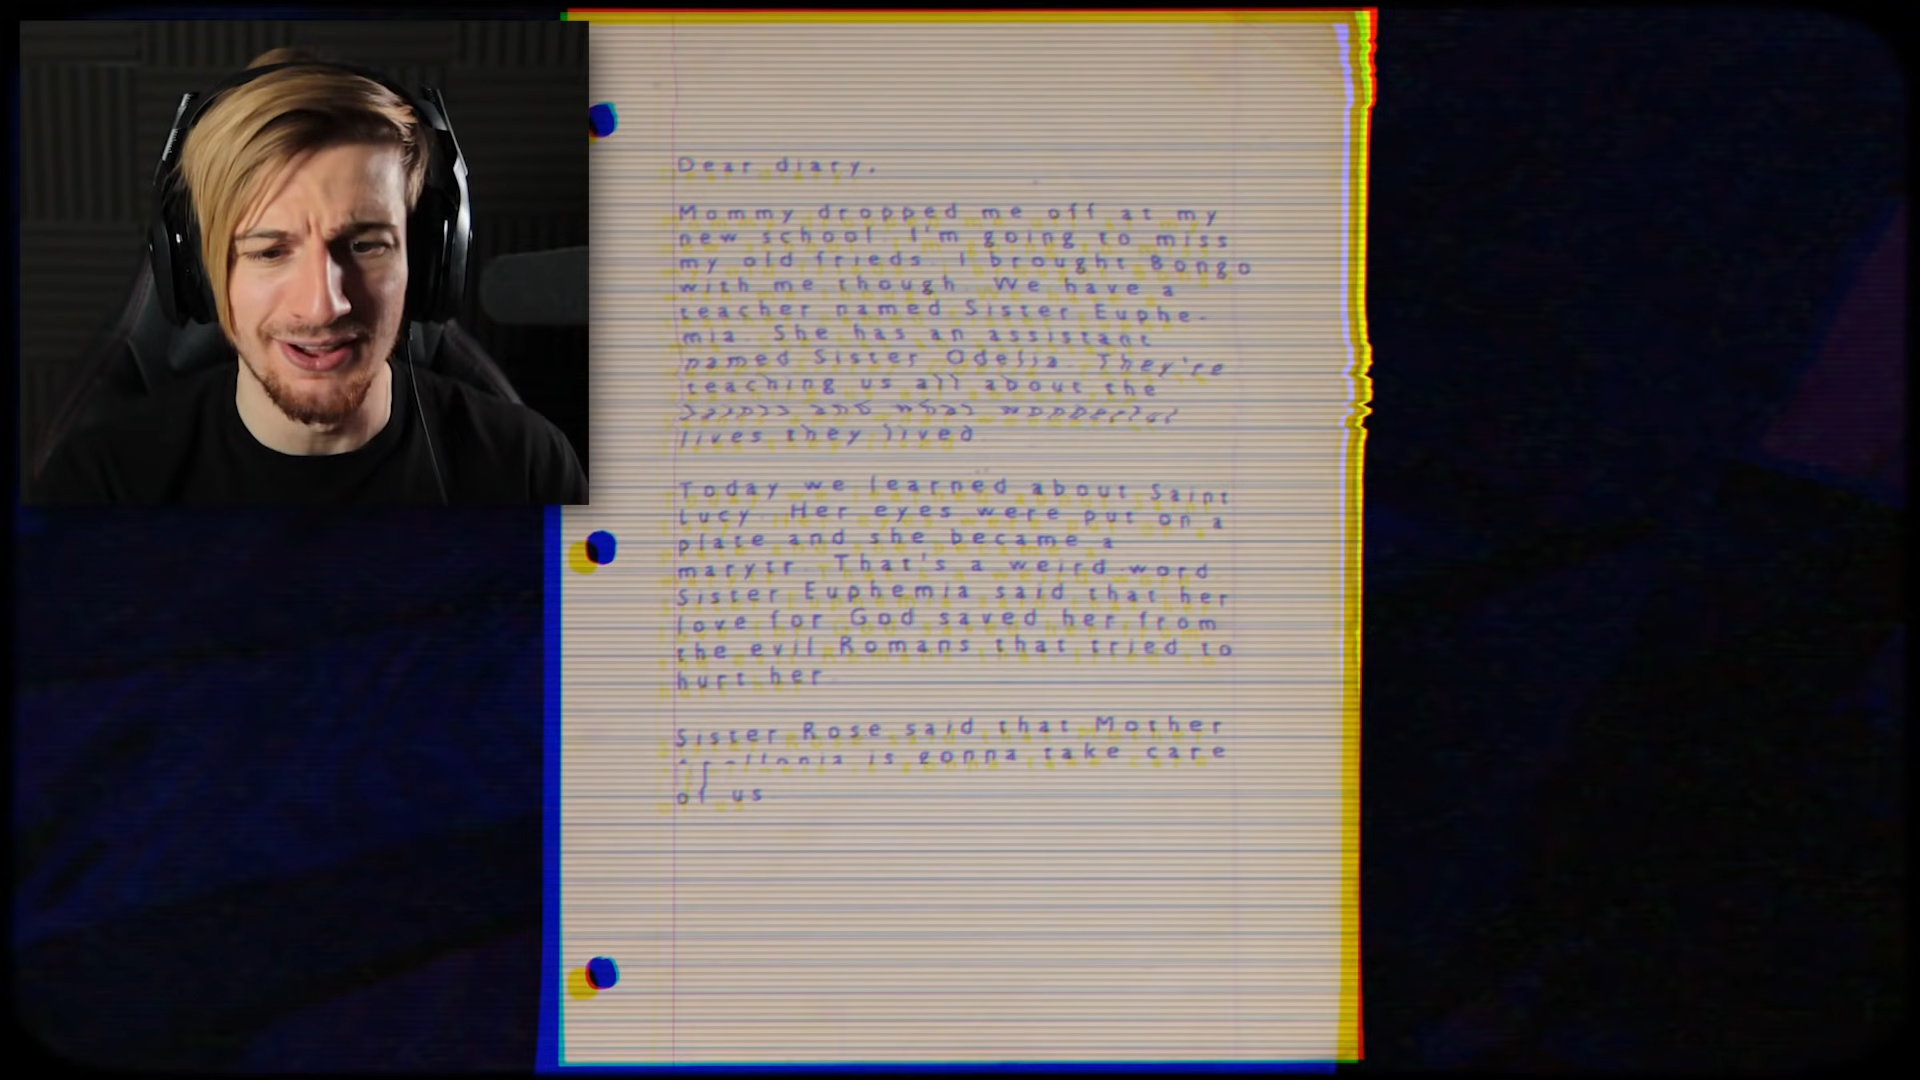 Dear diary,
Mommy dropped me off at my
new school. I'm going to miss
my old frieds. I brought Bongo
with me though. We have a
teacher named Sister Euphe-
mia. She has an assistant
named Sister Odelia. They're
teaching us all about the
saints and what wonderful
lives they lived
Today we learned about Saint
Lucy. Her eyes were put on a
plate and she became a
marytr. That's a weird word.
Sister Euphemia said that her
love for God saved her from
the evil Romans that tried to
hurt her.
Sister Rose said that Mother
is gonna take care
of us